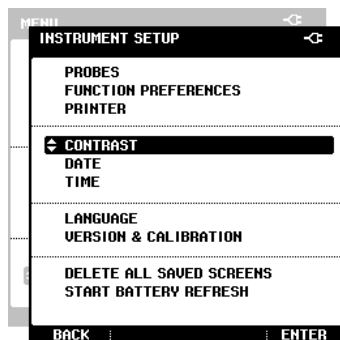 MENU
INSTRUMENT SETUP
PROBES
FUNCTION PREFERENCES
PRINTER
CONTRAST
DATE
TIME
LANGUAGE
VERSION & CALIBRATION
DELETE ALL SAVED SCREENS
START BATTERY REFRESH
BACK ENTER